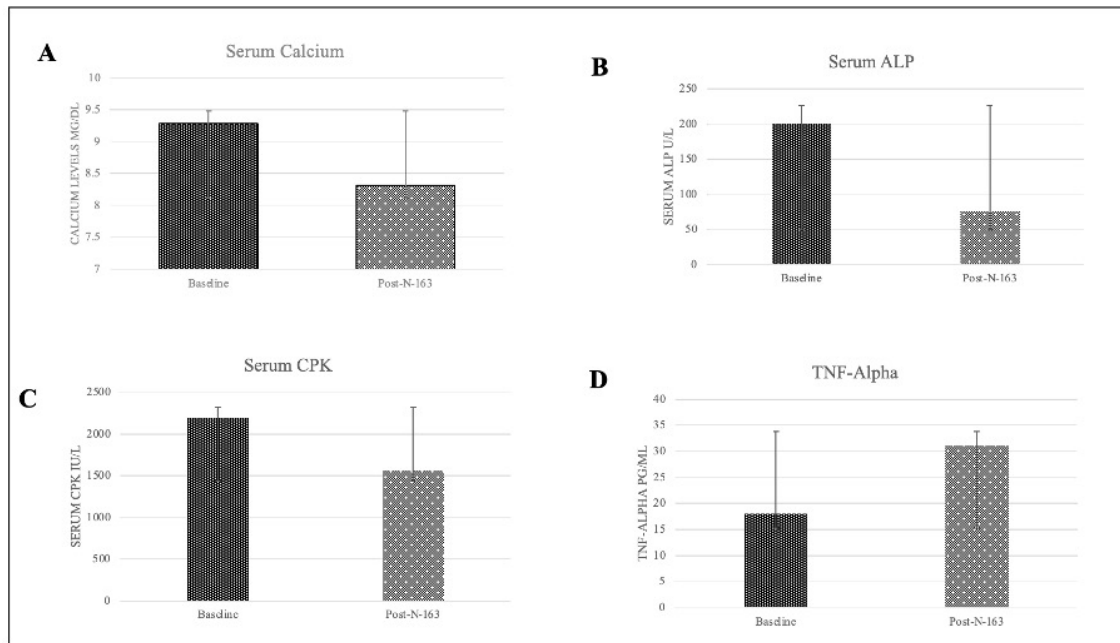 A
Serum Calcium
CALCIUM LEVELS MG/DL
10
9.5
9
8.5
8
7.5
7
Baseline
Post-N-163
B
Serum ALP
SERUM ALP U/L
250
200
150
100
50
0
Baseline
Post-N-163
C
Serum CPK
SERUM CPK IU/L
2500
2000
1500
1000
500
0
Baseline
Post-N-163
D
TNF-Alpha
TNF-ALPHA PG/ML
40
35
30
25
20
15
10
5
0
Baseline
Post-N-163